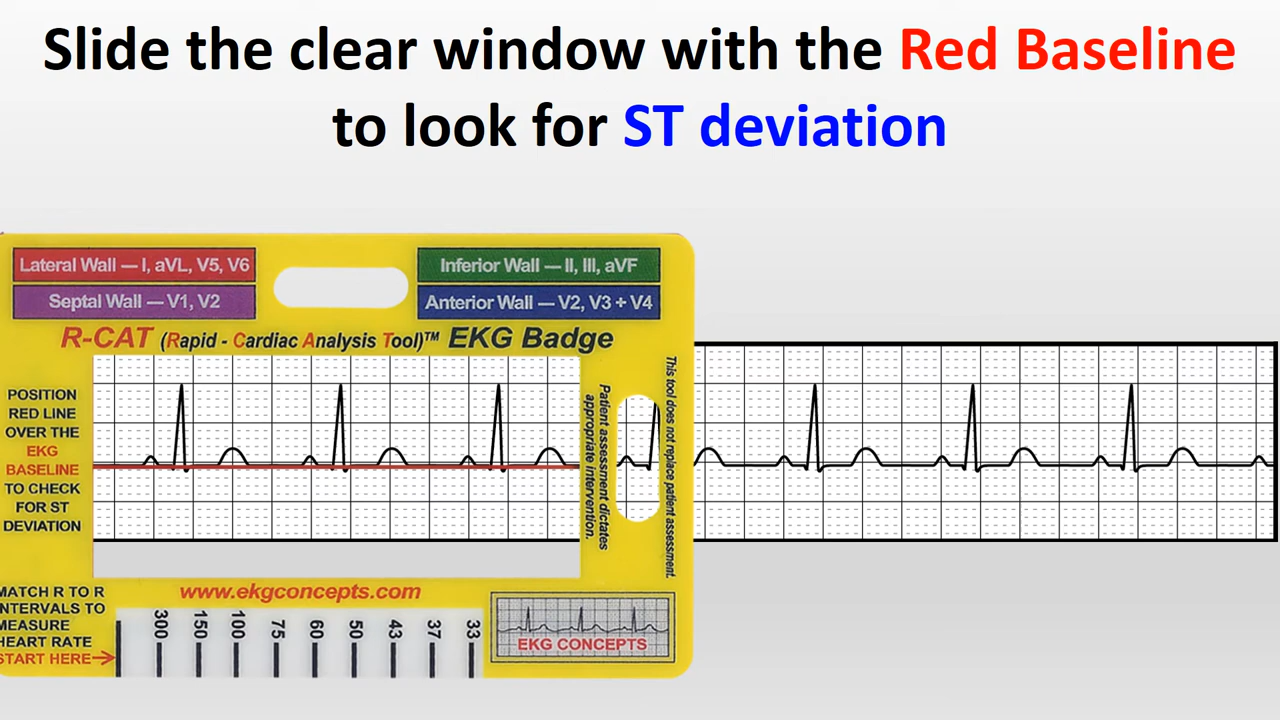 Slide the clear window with the Red Baseline
to look for ST deviation
Lateral Wall — I, aVL, V5, V6
Septal Wall — V1, V2
Inferior Wall — II, III, aVF
Anterior Wall — V2, V3 + V4
R-CAT (Rapid - Cardiac Analysis Tool)™ EKG Badge
POSITION
RED LINE
OVER THE
EKG
BASELINE
TO CHECK
FOR ST
DEVIATION
Patient assessment dictates
appropriate intervention.
This tool does not replace patient assessment.
www.ekgconcepts.com
MATCH R TO R
INTERVALS TO
MEASURE
HEART RATE
START HERE→
300 150 100 75 60 50 43 37 33
EKG CONCEPTS